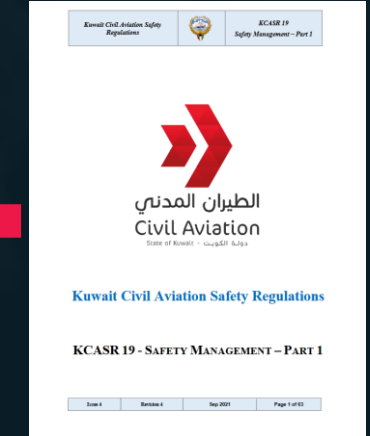 Kuwait Civil Aviation Safety
Regulations
KCASR 19
Safety Management – Part 1
الطيران المدني
Civil Aviation
State of Kuwait - دولة الكويت
Kuwait Civil Aviation Safety Regulations
KCASR 19 - SAFETY MANAGEMENT – PART 1
Issue 4
Revision 4
Sep 2021
Page 1 of 63